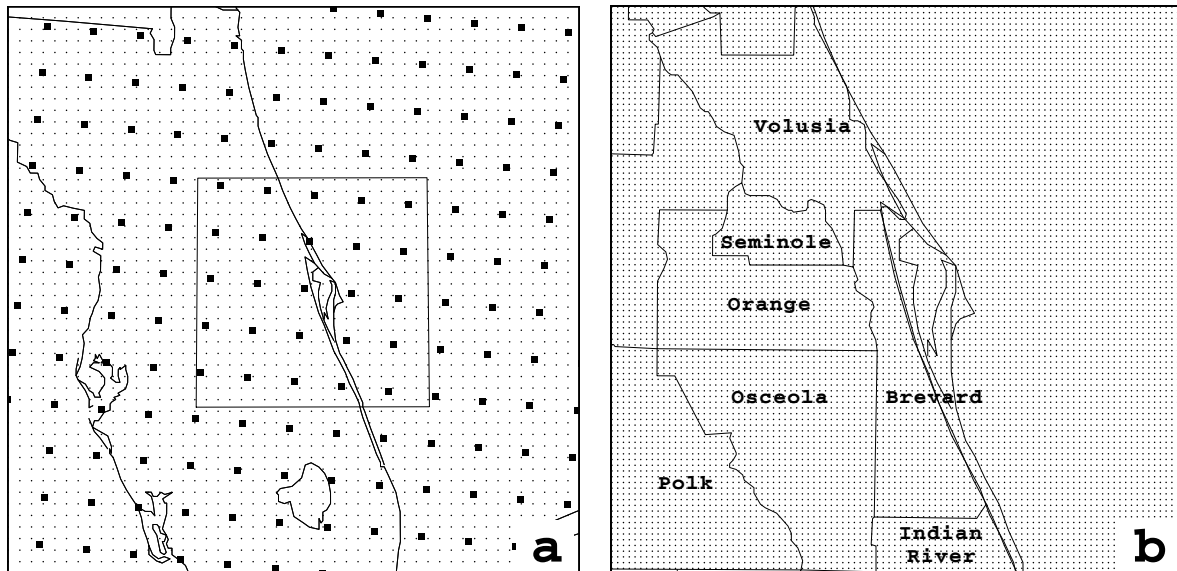 a
Volusia
Seminole
Orange
Osceola
Brevard
Polk
Indian
River
b